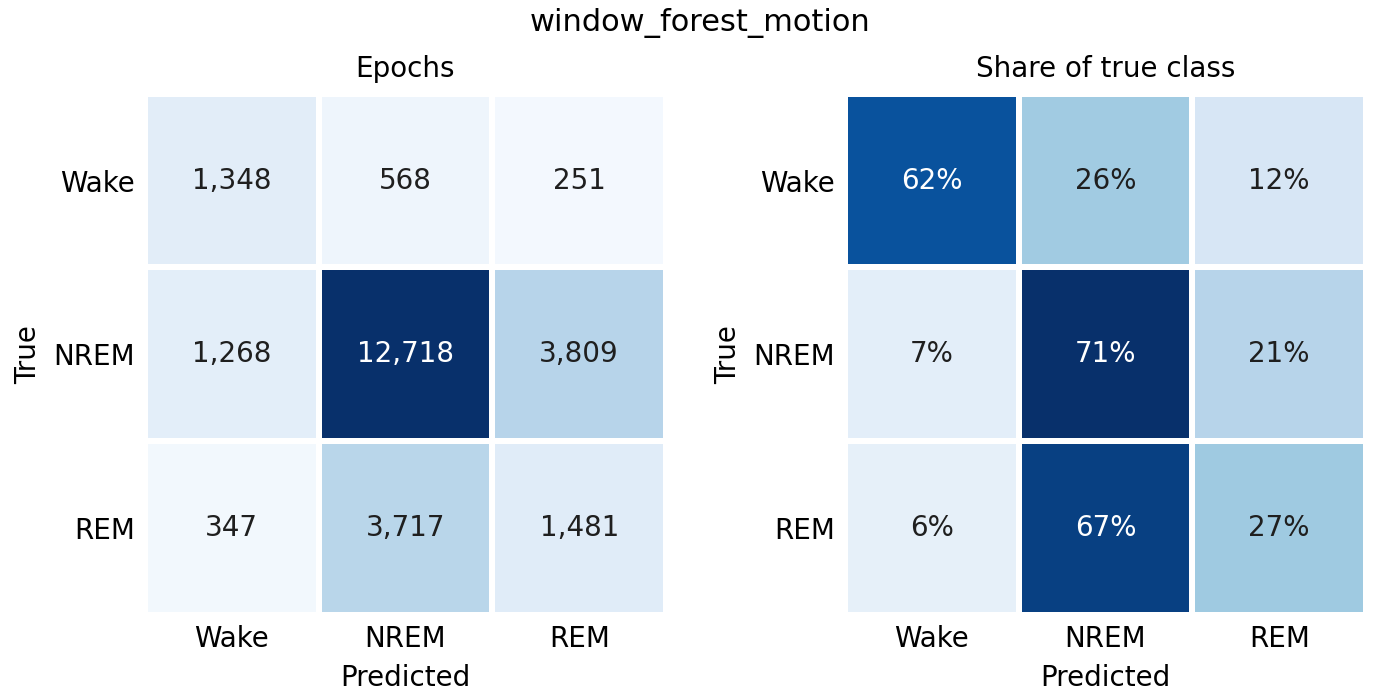 window_forest_motion
Epochs
Wake 1,348 568 251
NREM 1,268 12,718 3,809
REM 347 3,717 1,481
Wake NREM REM
Predicted
True
Share of true class
Wake 62% 26% 12%
NREM 7% 71% 21%
REM 6% 67% 27%
Wake NREM REM
Predicted
True